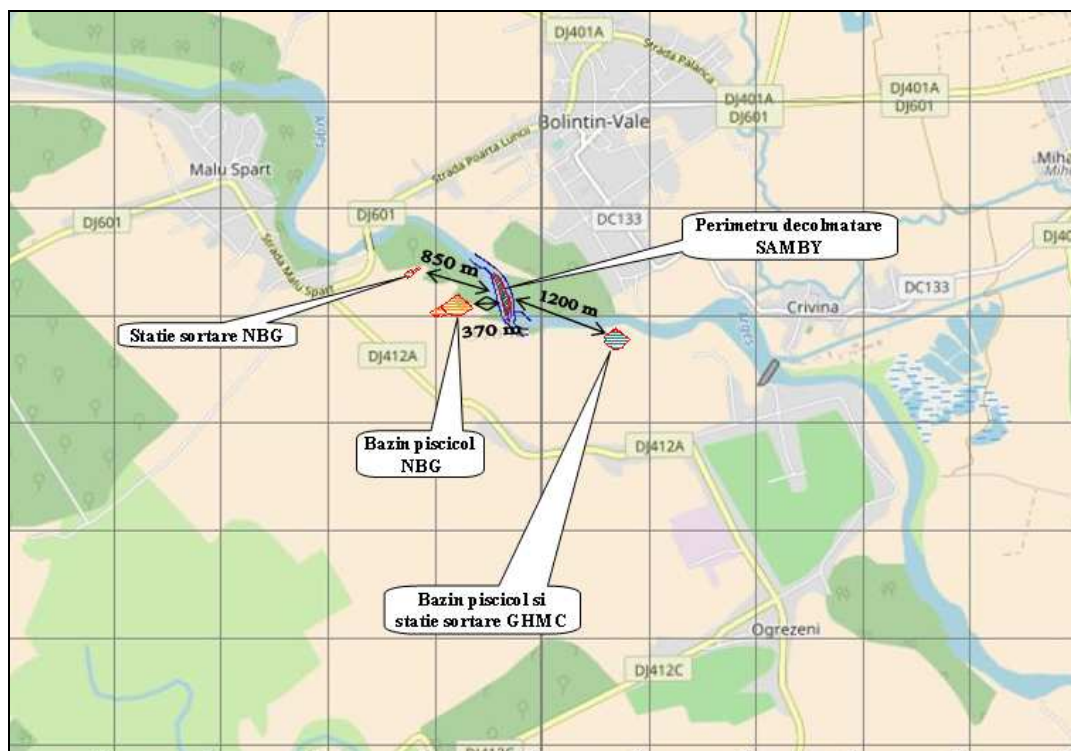 DJ401A
Strada Palanca
DJ401A
DJ601
DJ401A
DJ601
Bolintin-Vale
Argeș
Strada Poarta Luncii
Malu Spart
DJ601
DJ601
DC133
Perimetru decolmatare
SAMBY
Strada Malu Spart
850 m
1200 m
370 m
Crivina
DC133
Argeș
Statie sortare NBG
DJ412A
Bazin piscicol
NBG
DJ412A
Bazin piscicol si
statie sortare GHMC
Ogrezeni
DJ412C